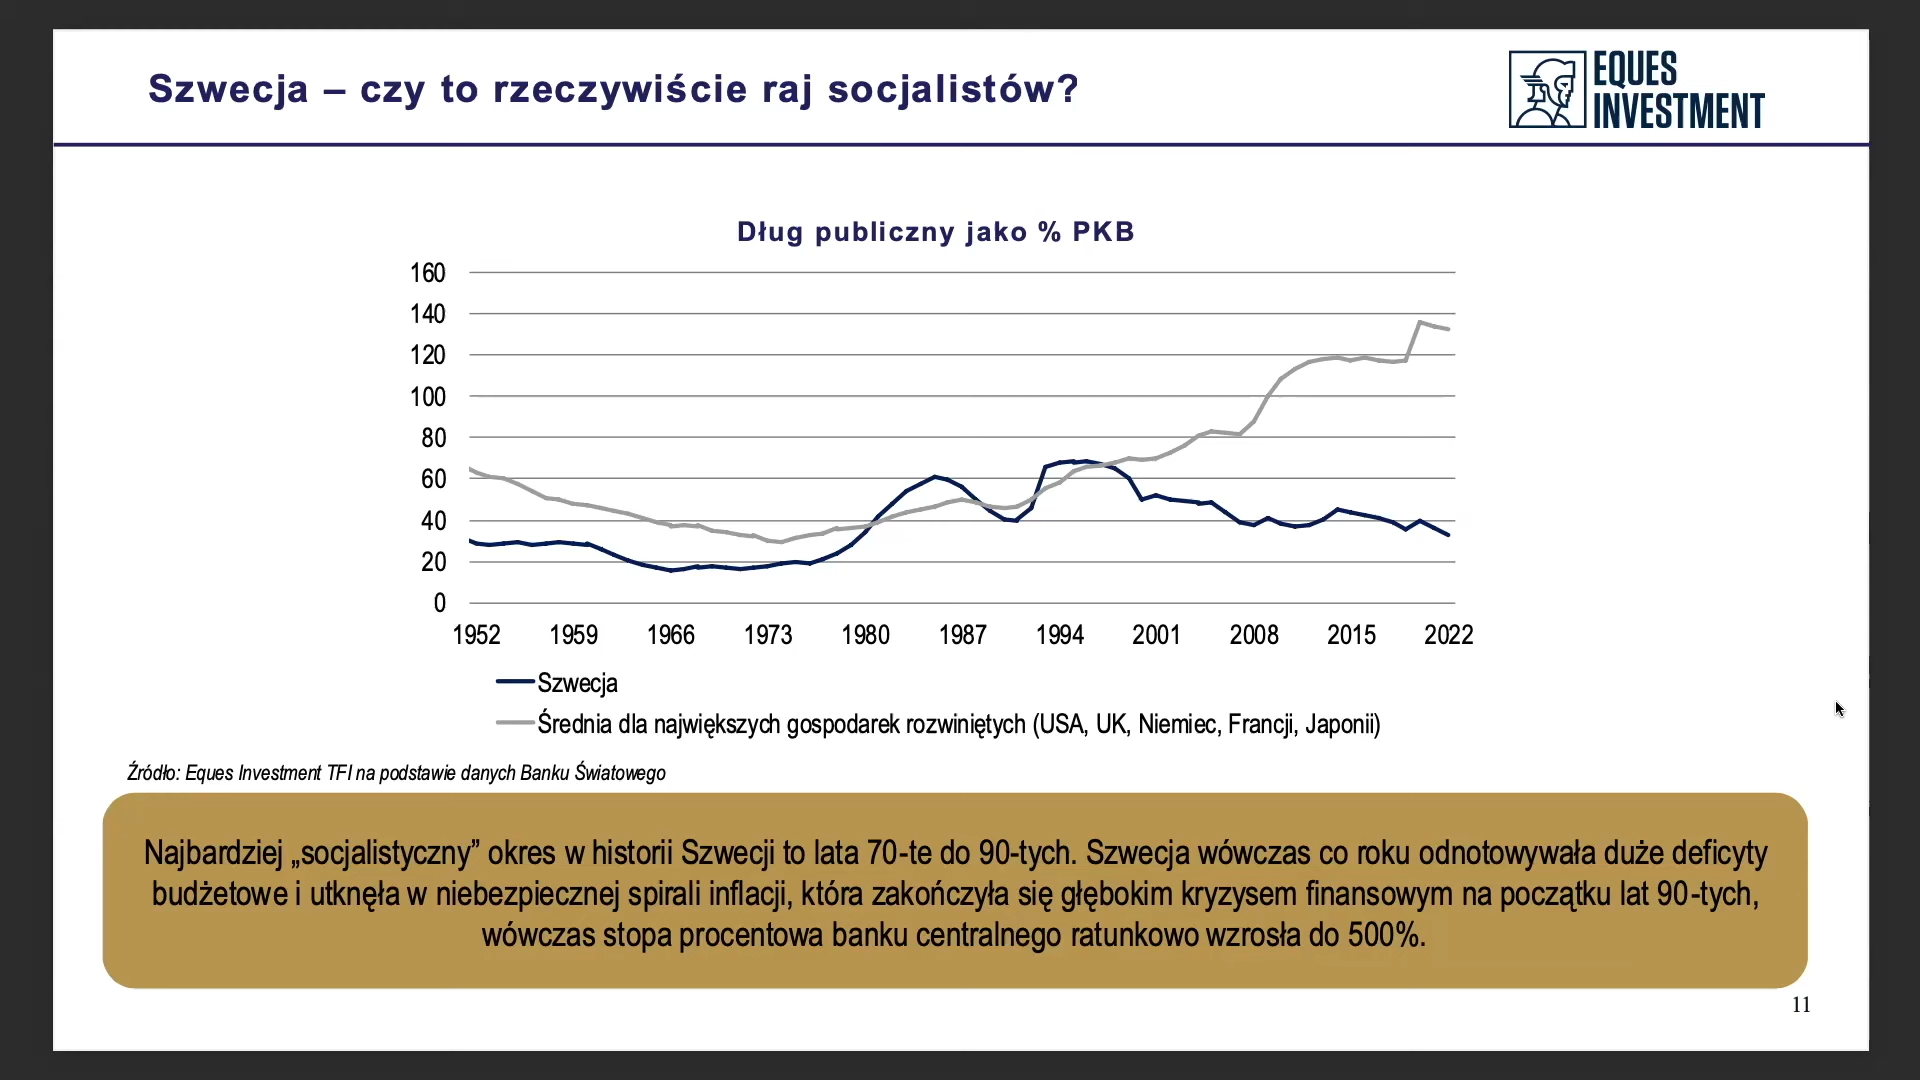 Szwecja – czy to rzeczywiście raj socjalistów?
EQUES
INVESTMENT
Dług publiczny jako % PKB
160
140
120
100
80
60
40
20
0
1952 1959 1966 1973 1980 1987 1994 2001 2008 2015 2022
Szwecja
Średnia dla największych gospodarek rozwiniętych (USA, UK, Niemiec, Francji, Japonii)
Źródło: Eques Investment TFI na podstawie danych Banku Światowego
Najbardziej „socjalistyczny” okres w historii Szwecji to lata 70-te do 90-tych. Szwecja wówczas co roku odnotowywała duże deficyty
budżetowe i utknęła w niebezpiecznej spirali inflacji, która zakończyła się głębokim kryzysem finansowym na początku lat 90-tych,
wówczas stopa procentowa banku centralnego ratunkowo wzrosła do 500%.
11